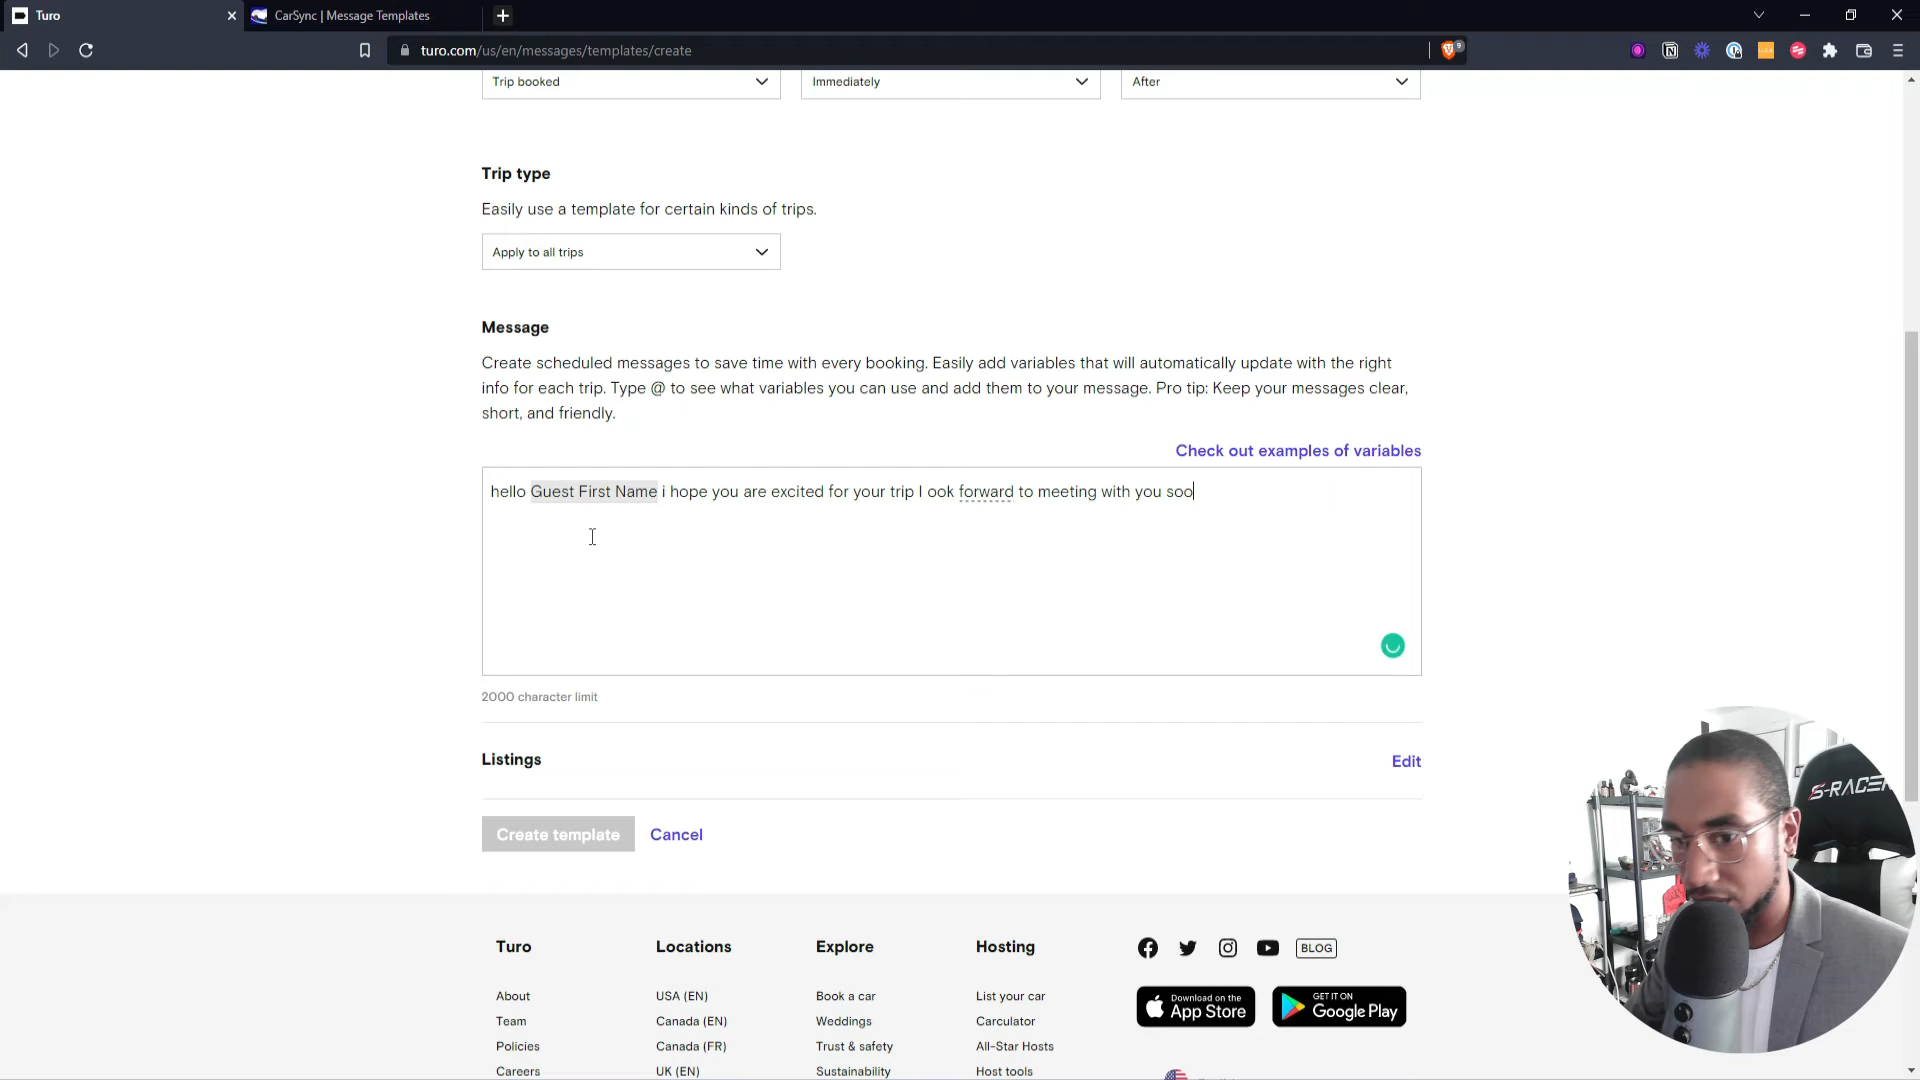 Turo
CarSync | Message Templates
turo.com/us/en/messages/templates/create
9
Trip booked
Immediately
After
Trip type
Easily use a template for certain kinds of trips.
Apply to all trips
Message
Create scheduled messages to save time with every booking. Easily add variables that will automatically update with the right
info for each trip. Type @ to see what variables you can use and add them to your message. Pro tip: Keep your messages clear,
short, and friendly.
Check out examples of variables
hello Guest First Name i hope you are excited for your trip I ook forward to meeting with you soo
2000 character limit
Listings
Edit
Create template
Cancel
S-RACER
Turo
Locations
Explore
Hosting
BLOG
About
USA (EN)
Book a car
List your car
Download on the
App Store
GET IT ON
Google Play
Team
Canada (EN)
Weddings
Carculator
Policies
Canada (FR)
Trust & safety
All-Star Hosts
Careers
UK (EN)
Sustainability
Host tools